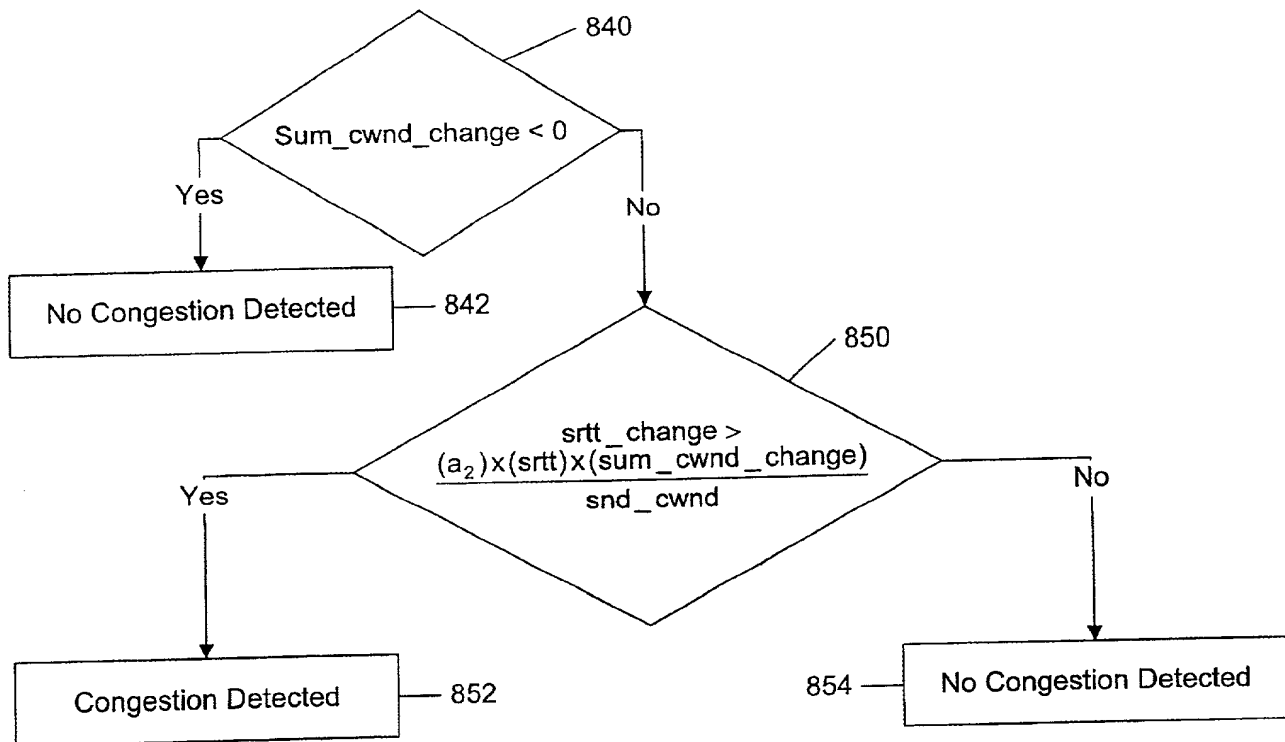 840
Sum_cwnd_change < 0
Yes
No
No Congestion Detected
842
850
srtt_change >
(a₂)x(srtt)x(sum_cwnd_change)
snd_cwnd
Yes
No
Congestion Detected
852
854
No Congestion Detected